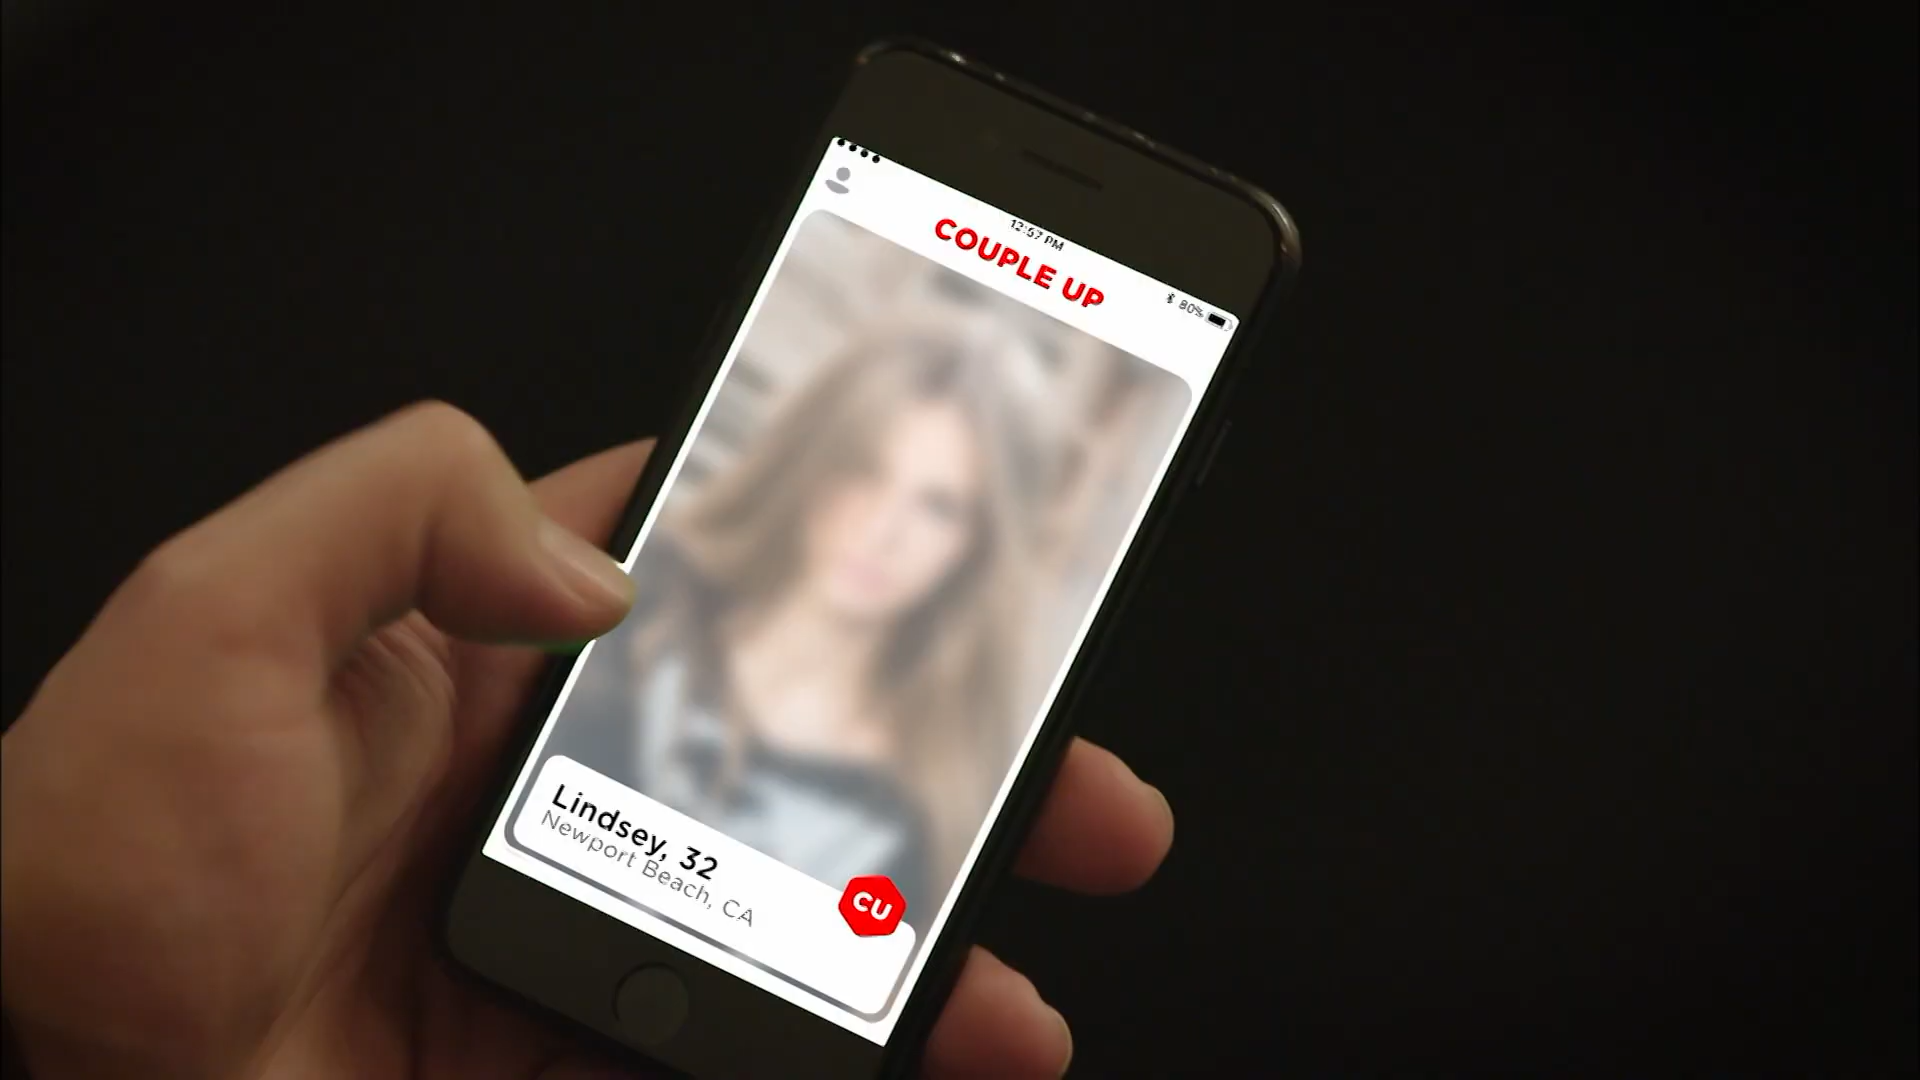 12:57 PM
80%
COUPLE UP
Lindsey, 32
Newport Beach, CA
CU